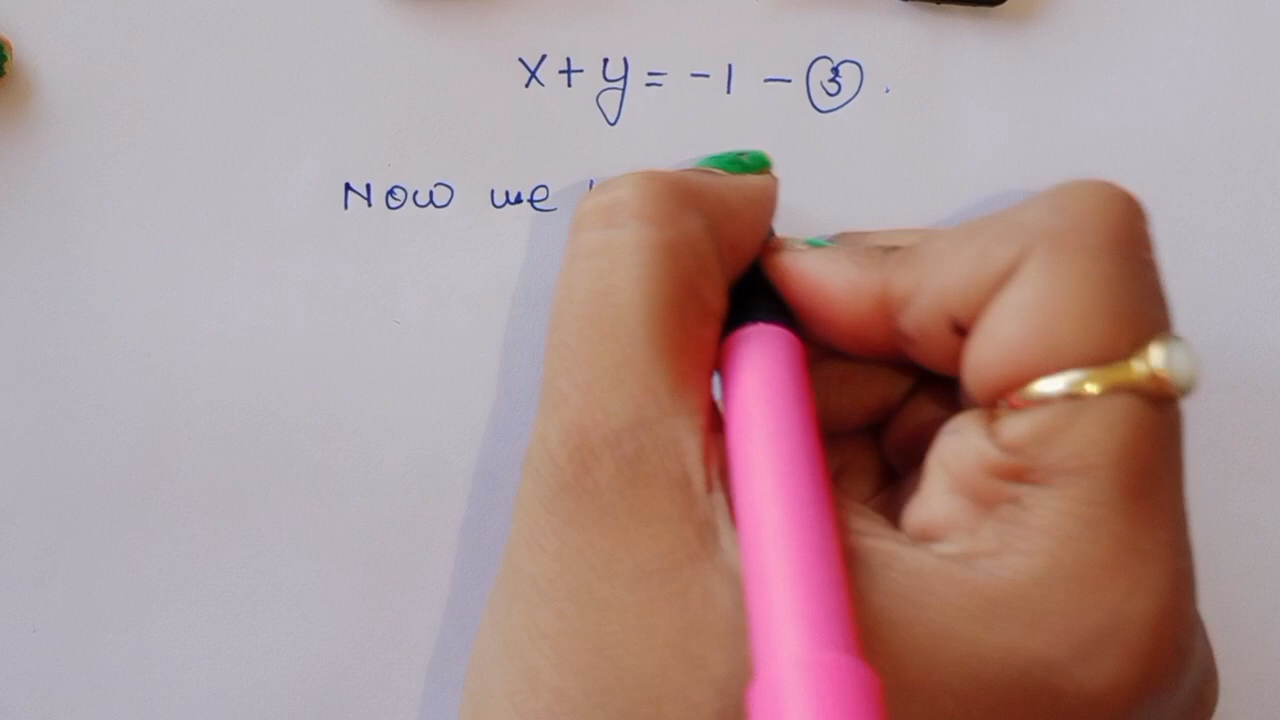 x + y = -1 - ③.
Now we